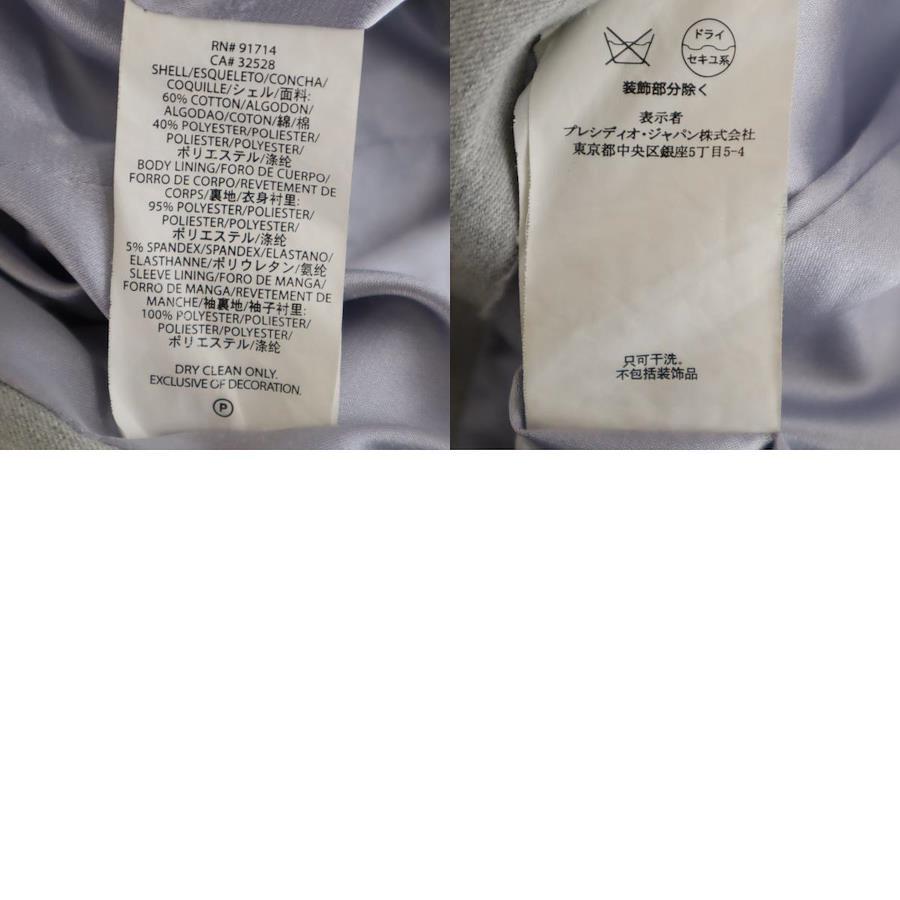 RN# 91714
CA# 32528
SHELL/ESQUELETO/CONCHA/
COQUILLE/シェル/面料:
60% COTTON/ALGODON/
ALGODAO/COTON/綿/棉
40% POLYESTER/POLIESTER/
POLIESTER/POLYESTER/
ポリエステル/涤纶
BODY LINING/FORO DE CUERPO/
FORRO DE CORPO/REVETEMENT DE
CORPS/裏地/衣身衬里:
95% POLYESTER/POLIESTER/
POLIESTER/POLYESTER/
ポリエステル/涤纶
5% SPANDEX/SPANDEX/ELASTANO/
ELASTHANNE/ポリウレタン/氨纶
SLEEVE LINING/FORO DE MANGA/
FORRO DE MANGA/REVETEMENT DE
MANCHE/袖裏地/袖子衬里:
100% POLYESTER/POLIESTER/
POLIESTER/POLYESTER/
ポリエステル/涤纶
DRY CLEAN ONLY.
EXCLUSIVE OF DECORATION.
P
ドライ
セキユ系
装飾部分除く
表示者
プレシディオ・ジャパン株式会社
東京都中央区銀座5丁目5-4
只可干洗。
不包括装饰品